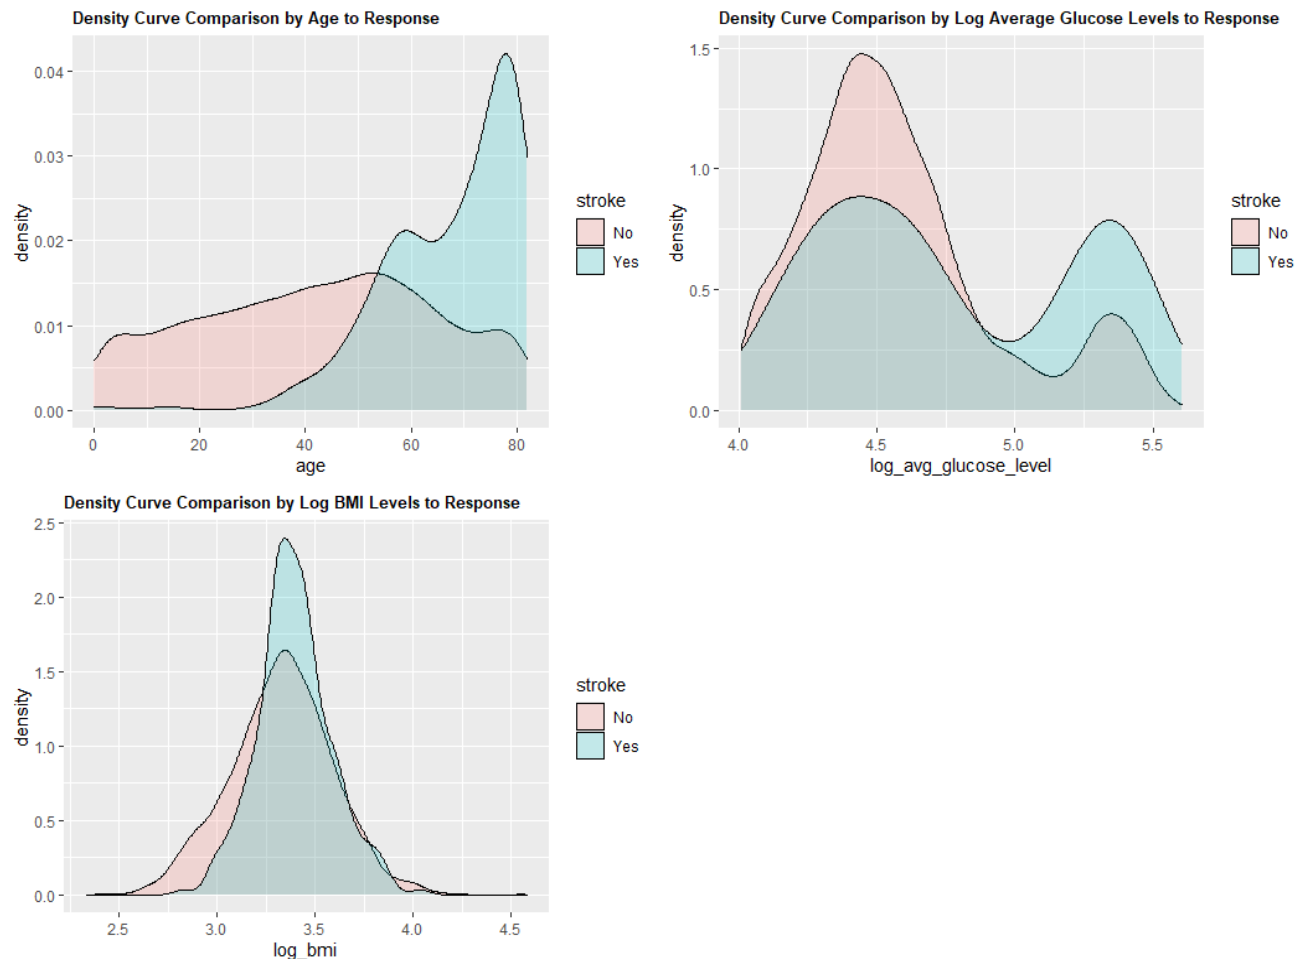 Density Curve Comparison by Age to Response
0.04
0.03
0.02
0.01
0.00
density
0 20 40 60 80
age
stroke
No
Yes
Density Curve Comparison by Log Average Glucose Levels to Response
1.5
1.0
0.5
0.0
density
4.0 4.5 5.0 5.5
log_avg_glucose_level
stroke
No
Yes
Density Curve Comparison by Log BMI Levels to Response
2.5
2.0
1.5
1.0
0.5
0.0
density
2.5 3.0 3.5 4.0 4.5
log_bmi
stroke
No
Yes